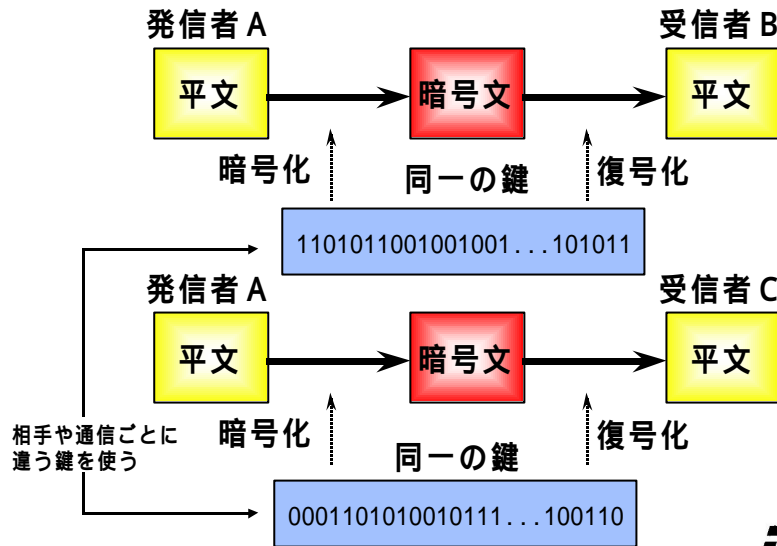 発信者A
受信者B
平文
暗号文
平文
暗号化
同一の鍵
復号化
1101011001001001...101011
発信者A
受信者C
平文
暗号文
平文
相手や通信ごとに
違う鍵を使う
暗号化
同一の鍵
復号化
0001101010010111...100110